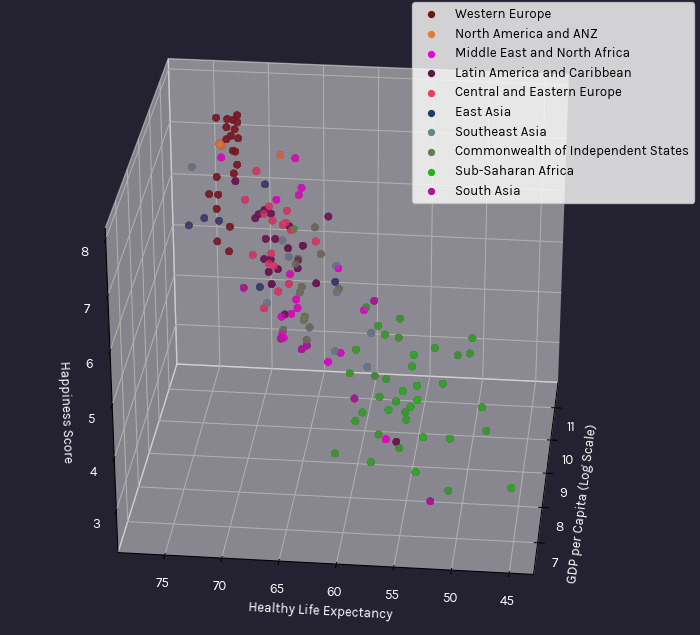 Western Europe
North America and ANZ
Middle East and North Africa
Latin America and Caribbean
Central and Eastern Europe
East Asia
Southeast Asia
Commonwealth of Independent States
Sub-Saharan Africa
South Asia
8
7
6
5
4
3
Happiness Score
75
70
65
60
55
50
45
Healthy Life Expectancy
11
10
9
8
7
GDP per Capita (Log Scale)